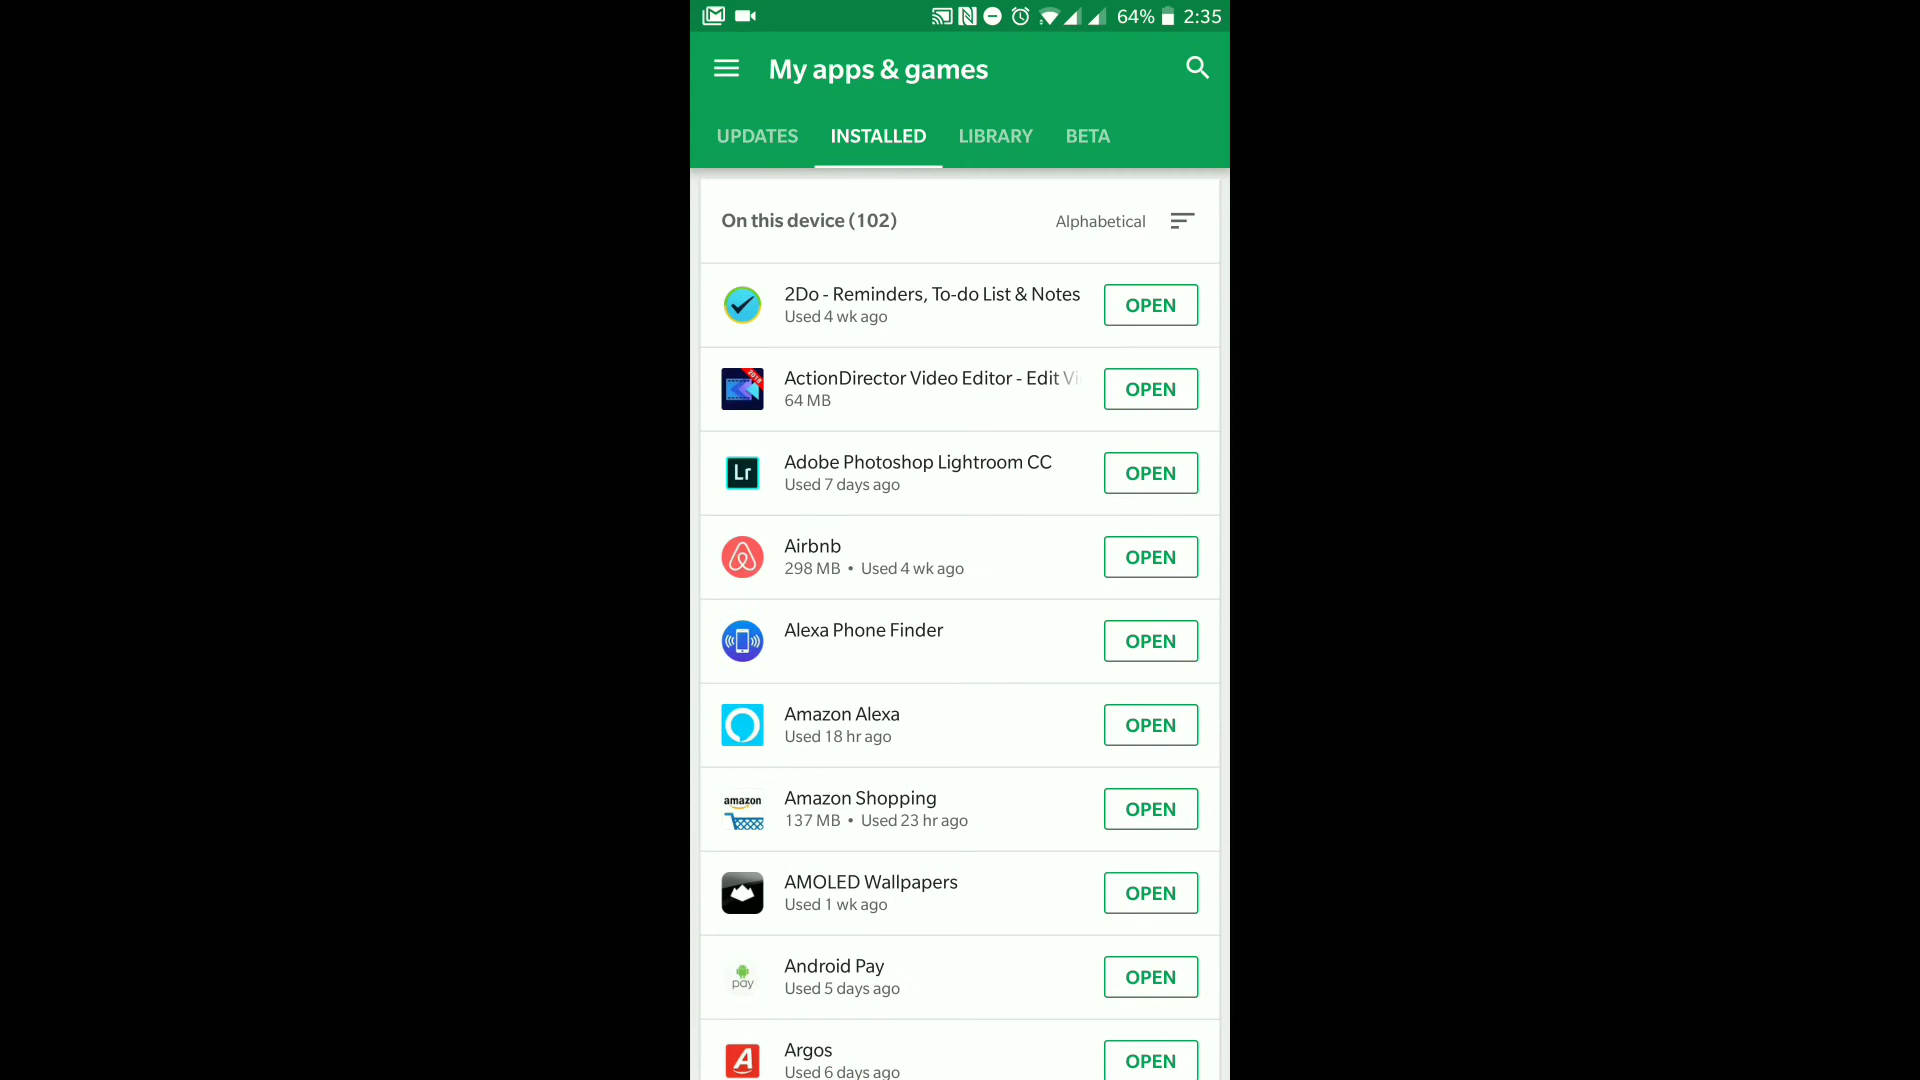 64% 2:35
My apps & games
UPDATES INSTALLED LIBRARY BETA
On this device (102) Alphabetical
2Do - Reminders, To-do List & Notes
Used 4 wk ago
OPEN
2018
ActionDirector Video Editor - Edit Vi
64 MB
OPEN
Lr
Adobe Photoshop Lightroom CC
Used 7 days ago
OPEN
Airbnb
298 MB • Used 4 wk ago
OPEN
Alexa Phone Finder
OPEN
Amazon Alexa
Used 18 hr ago
OPEN
amazon
Amazon Shopping
137 MB • Used 23 hr ago
OPEN
AMOLED Wallpapers
Used 1 wk ago
OPEN
pay
Android Pay
Used 5 days ago
OPEN
A
Argos
Used 6 days ago
OPEN